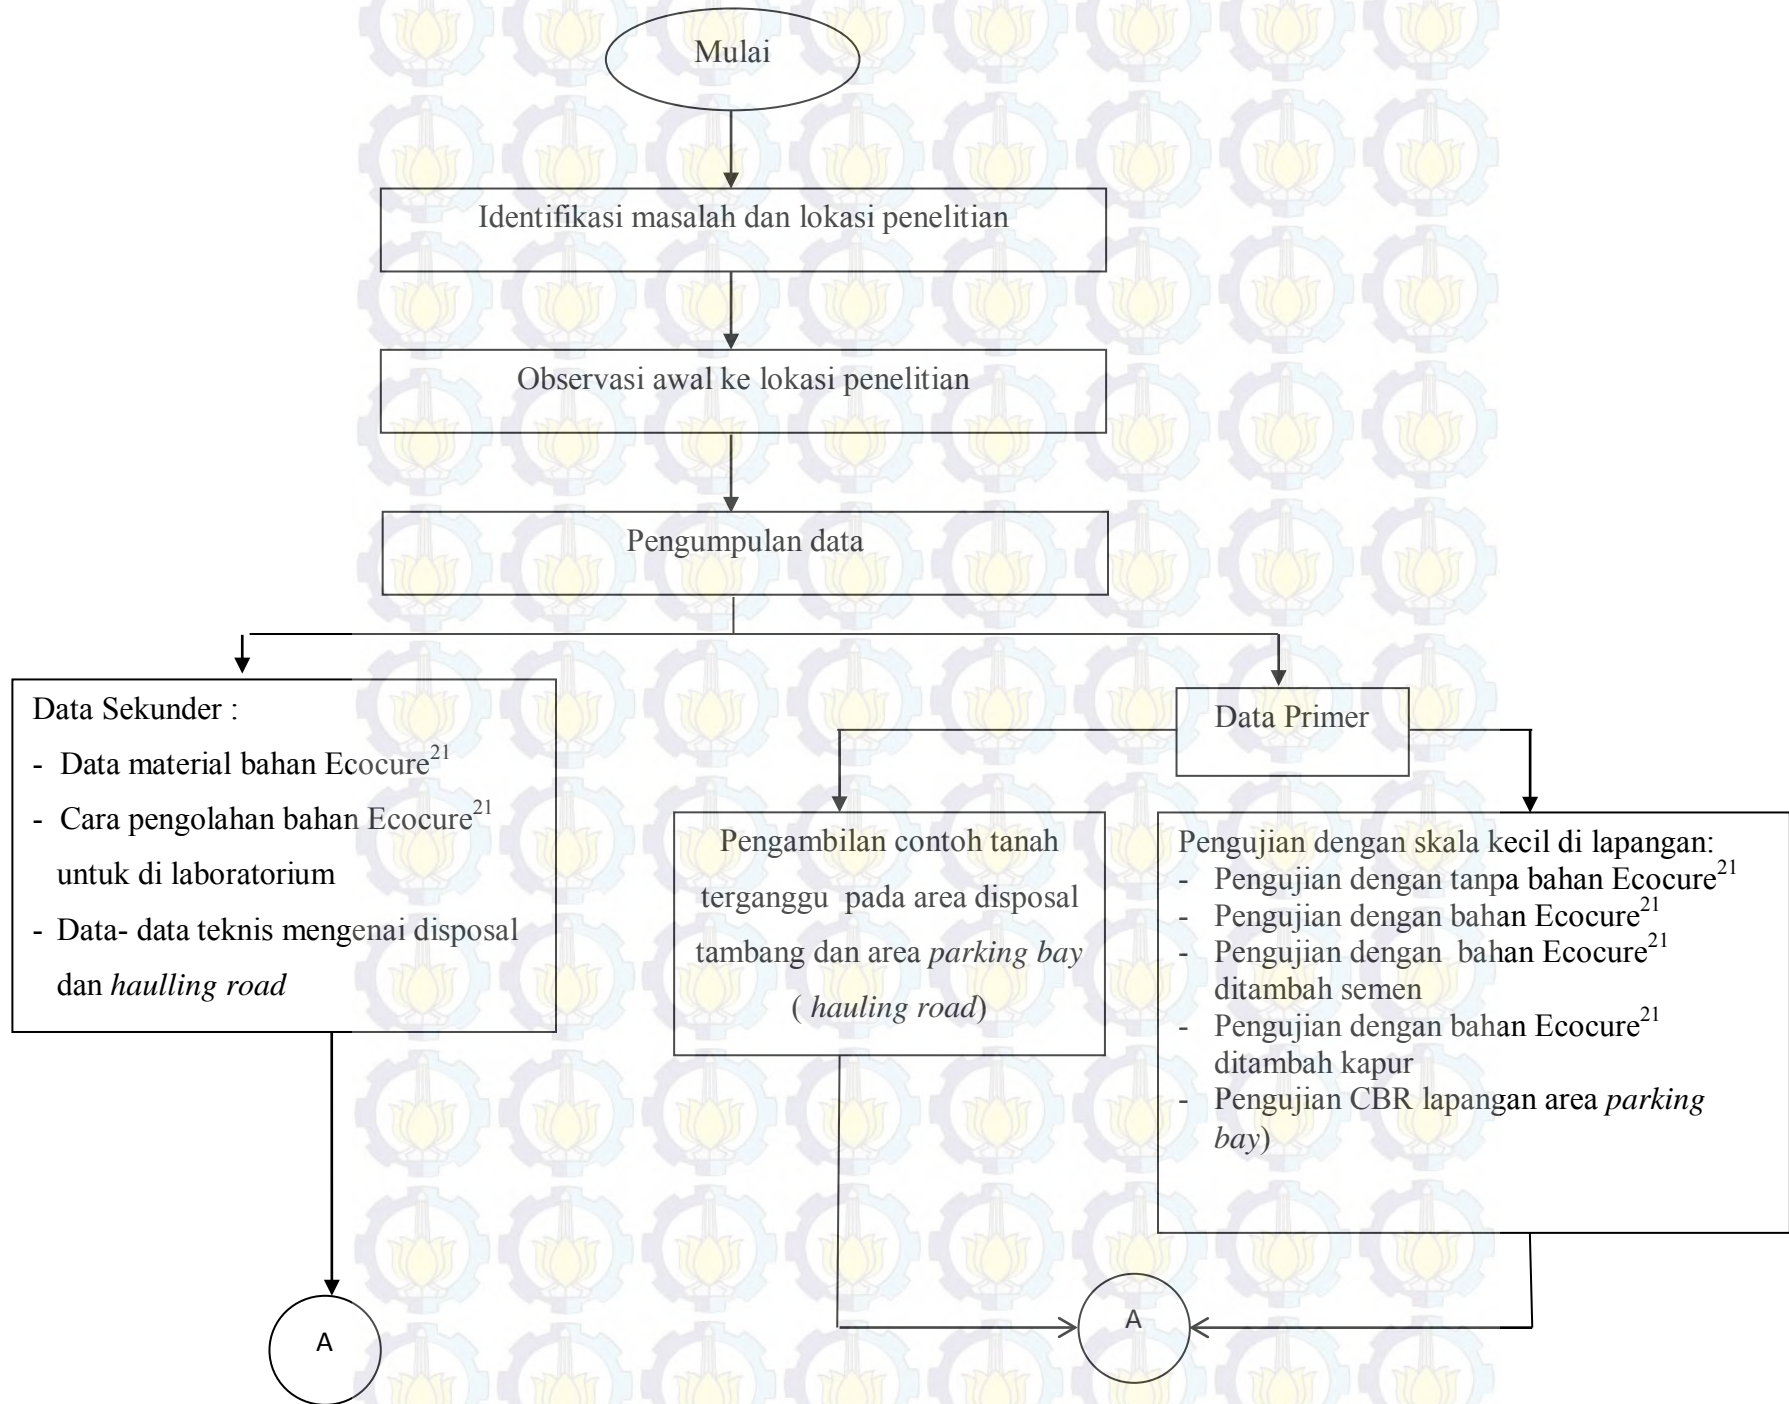 Mulai
Identifikasi masalah dan lokasi penelitian
Observasi awal ke lokasi penelitian
Pengumpulan data
Data Sekunder :
- Data material bahan Ecocure²¹
- Cara pengolahan bahan Ecocure²¹
untuk di laboratorium
- Data- data teknis mengenai disposal
dan haulling road
Data Primer
Pengambilan contoh tanah
terganggu pada area disposal
tambang dan area parking bay
( hauling road)
Pengujian dengan skala kecil di lapangan:
- Pengujian dengan tanpa bahan Ecocure²¹
- Pengujian dengan bahan Ecocure²¹
- Pengujian dengan bahan Ecocure²¹
ditambah semen
- Pengujian dengan bahan Ecocure²¹
ditambah kapur
- Pengujian CBR lapangan area parking
bay)
A
A